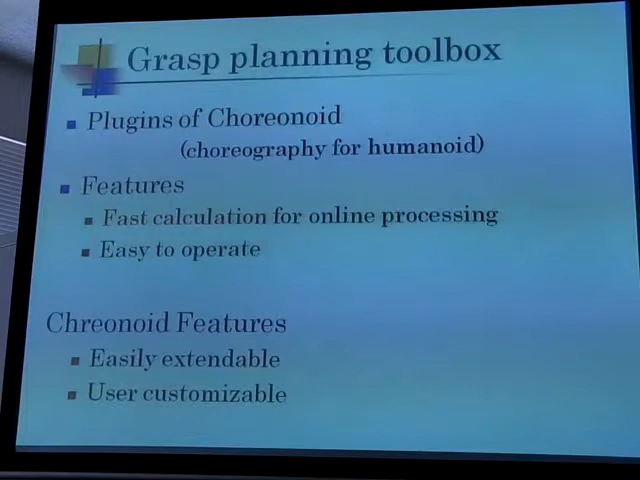 Grasp planning toolbox
Plugins of Choreonoid
(choreography for humanoid)
Features
Fast calculation for online processing
Easy to operate
Chreonoid Features
Easily extendable
User customizable